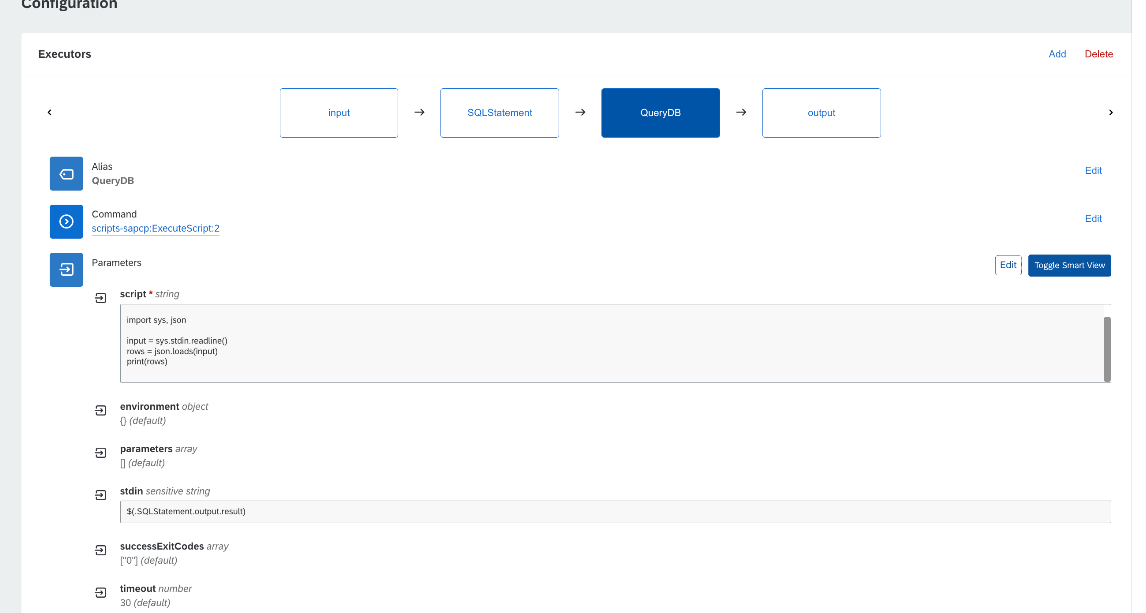 Configuration
Executors
Add
Delete
input
SQLStatement
QueryDB
output
Alias
QueryDB
Edit
Command
scripts-sapcp:ExecuteScript:2
Edit
Parameters
Edit
Toggle Smart View
script * string
import sys, json
input = sys.stdin.readline()
rows = json.loads(input)
print(rows)
environment object
{} (default)
parameters array
[] (default)
stdin sensitive string
$(.SQLStatement.output.result)
successExitCodes array
["0"] (default)
timeout number
30 (default)